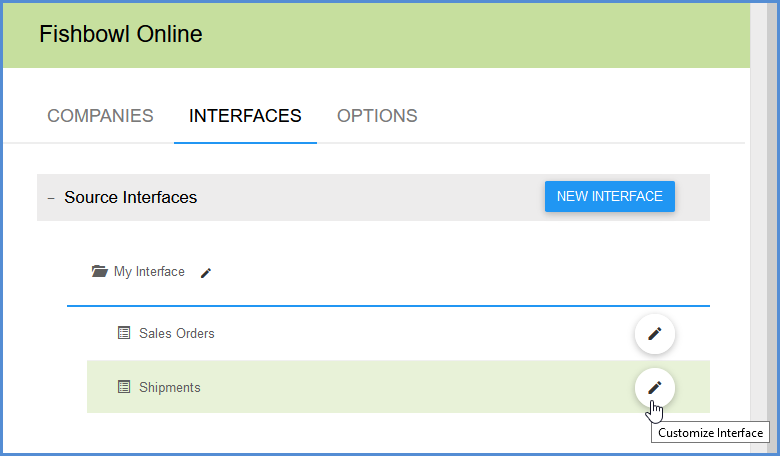 Fishbowl Online
COMPANIES INTERFACES OPTIONS
− Source Interfaces NEW INTERFACE
My Interface
Sales Orders
Shipments
Customize Interface